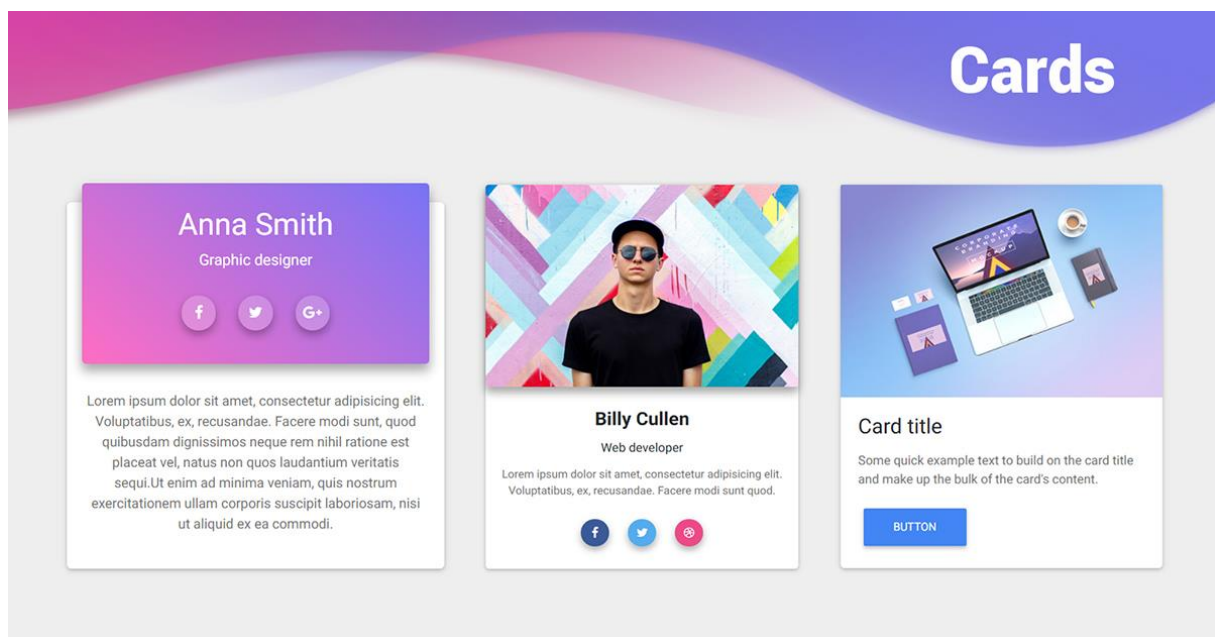 Cards
Anna Smith
Graphic designer
Lorem ipsum dolor sit amet, consectetur adipisicing elit.
Voluptatibus, ex, recusandae. Facere modi sunt, quod
quibusdam dignissimos neque rem nihil ratione est
placeat vel, natus non quos laudantium veritatis
sequi.Ut enim ad minima veniam, quis nostrum
exercitationem ullam corporis suscipit laboriosam, nisi
ut aliquid ex ea commodi.
Billy Cullen
Web developer
Lorem ipsum dolor sit amet, consectetur adipisicing elit.
Voluptatibus, ex, recusandae. Facere modi sunt quod.
CORPORATE
BRANDING
MOCKUP
Card title
Some quick example text to build on the card title
and make up the bulk of the card's content.
BUTTON